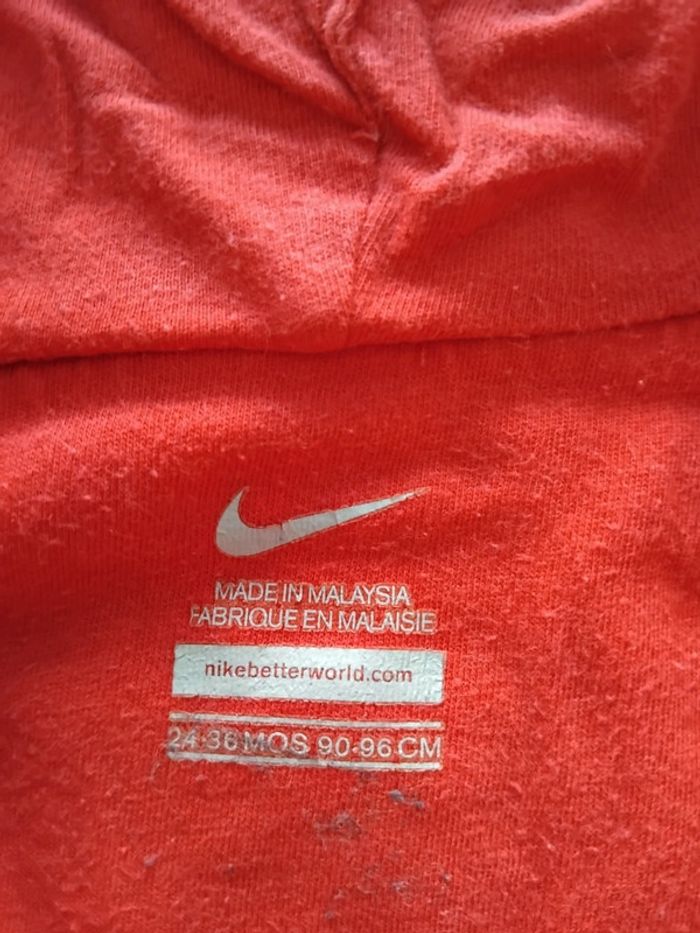 MADE IN MALAYSIA
FABRIQUE EN MALAISIE
nikebetterworld.com
24-36 MOS 90-96 CM